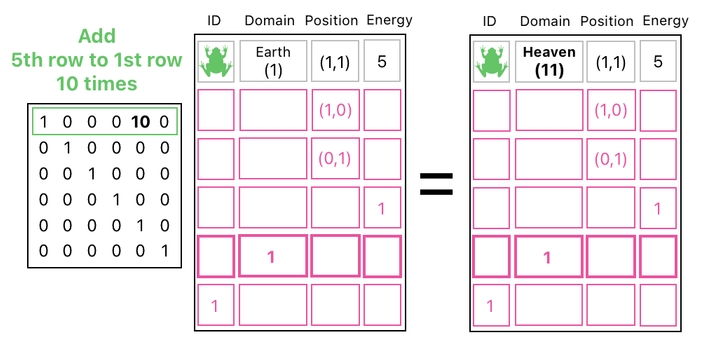 ID Domain Position Energy
ID Domain Position Energy
Add
5th row to 1st row
10 times
Earth
(1)
(1,1)
5
Heaven
(11)
(1,1)
5
1 0 0 0 10 0
0 1 0 0 0 0
0 0 1 0 0 0
0 0 0 1 0 0
0 0 0 0 1 0
0 0 0 0 0 1
(1,0)
(0,1)
1
1
1
=
(1,0)
(0,1)
1
1
1